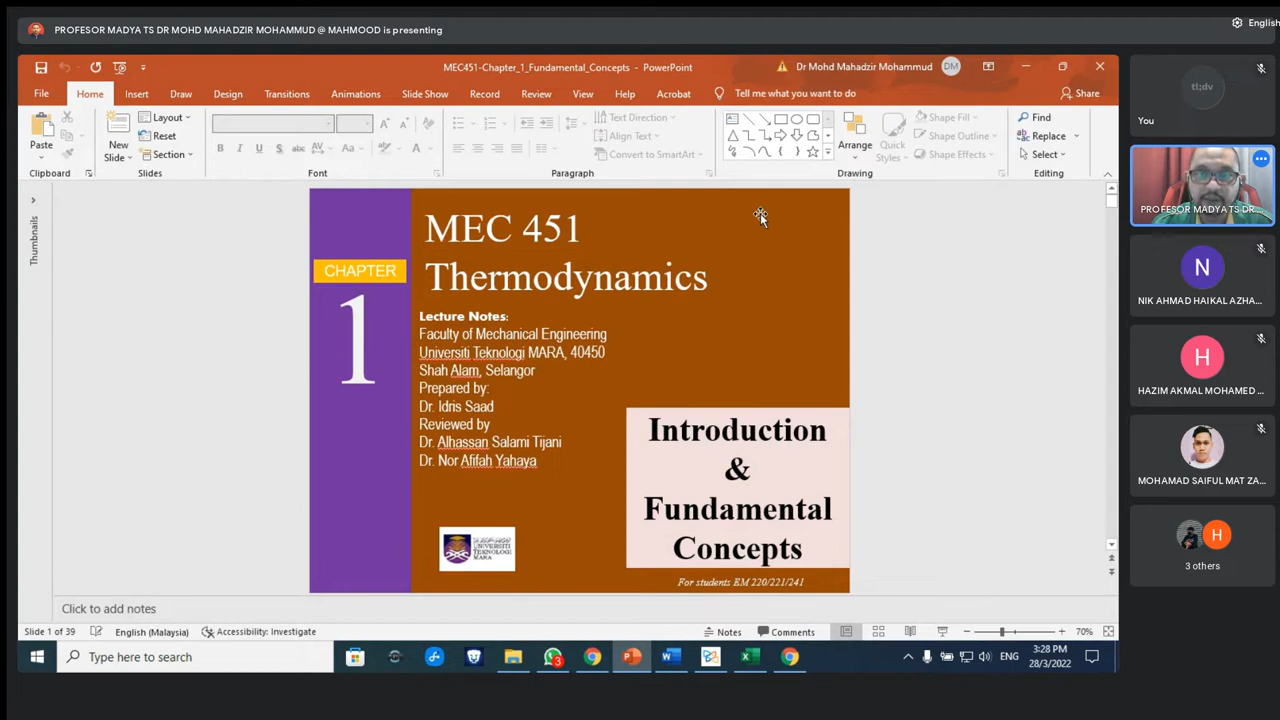 PROFESOR MADYA TS DR MOHD MAHADZIR MOHAMMUD @ MAHMOOD is presenting
English
MEC451-Chapter_1_Fundamental_Concepts - PowerPoint
Dr Mohd Mahadzir Mohammud
DM
File
Home
Insert
Draw
Design
Transitions
Animations
Slide Show
Record
Review
View
Help
Acrobat
Tell me what you want to do
Share
Paste
Clipboard
New
Slide
Layout
Reset
Section
Slides
Font
Text Direction
Align Text
Convert to SmartArt
Paragraph
Arrange
Quick
Styles
Shape Fill
Shape Outline
Shape Effects
Drawing
Find
Replace
Select
Editing
Thumbnails
CHAPTER
1
MEC 451
Thermodynamics
Lecture Notes:
Faculty of Mechanical Engineering
Universiti Teknologi MARA, 40450
Shah Alam, Selangor
Prepared by:
Dr. Idris Saad
Reviewed by
Dr. Alhassan Salami Tijani
Dr. Nor Afifah Yahaya
UNIVERSITI
TEKNOLOGI
MARA
Introduction
&
Fundamental
Concepts
For students EM 220/221/241
Click to add notes
Slide 1 of 39
English (Malaysia)
Accessibility: Investigate
Notes
Comments
70%
Type here to search
3
ENG
3:28 PM
28/3/2022
tl;dv
You
PROFESOR MADYA TS DR...
N
NIK AHMAD HAIKAL AZHA...
H
HAZIM AKMAL MOHAMED ...
MOHAMAD SAIFUL MAT ZA...
H
3 others